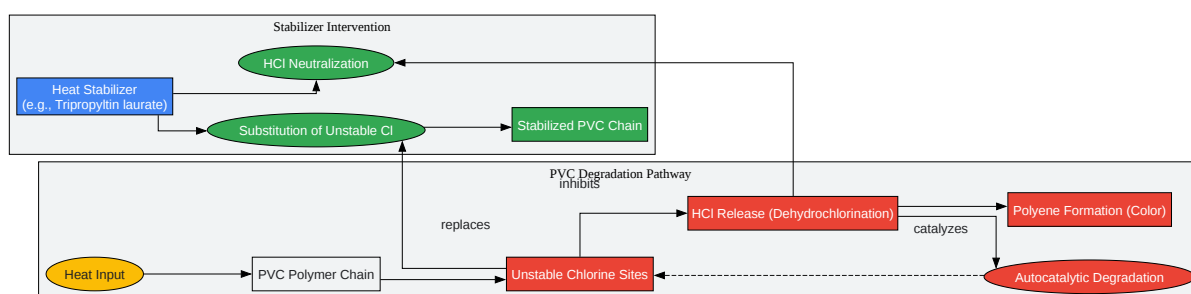 Stabilizer Intervention
HCl Neutralization
Heat Stabilizer
(e.g., Tripropyltin laurate)
Substitution of Unstable Cl
Stabilized PVC Chain
PVC Degradation Pathway
inhibits
HCl Release (Dehydrochlorination)
Polyene Formation (Color)
replaces
catalyzes
Heat Input
PVC Polymer Chain
Unstable Chlorine Sites
Autocatalytic Degradation